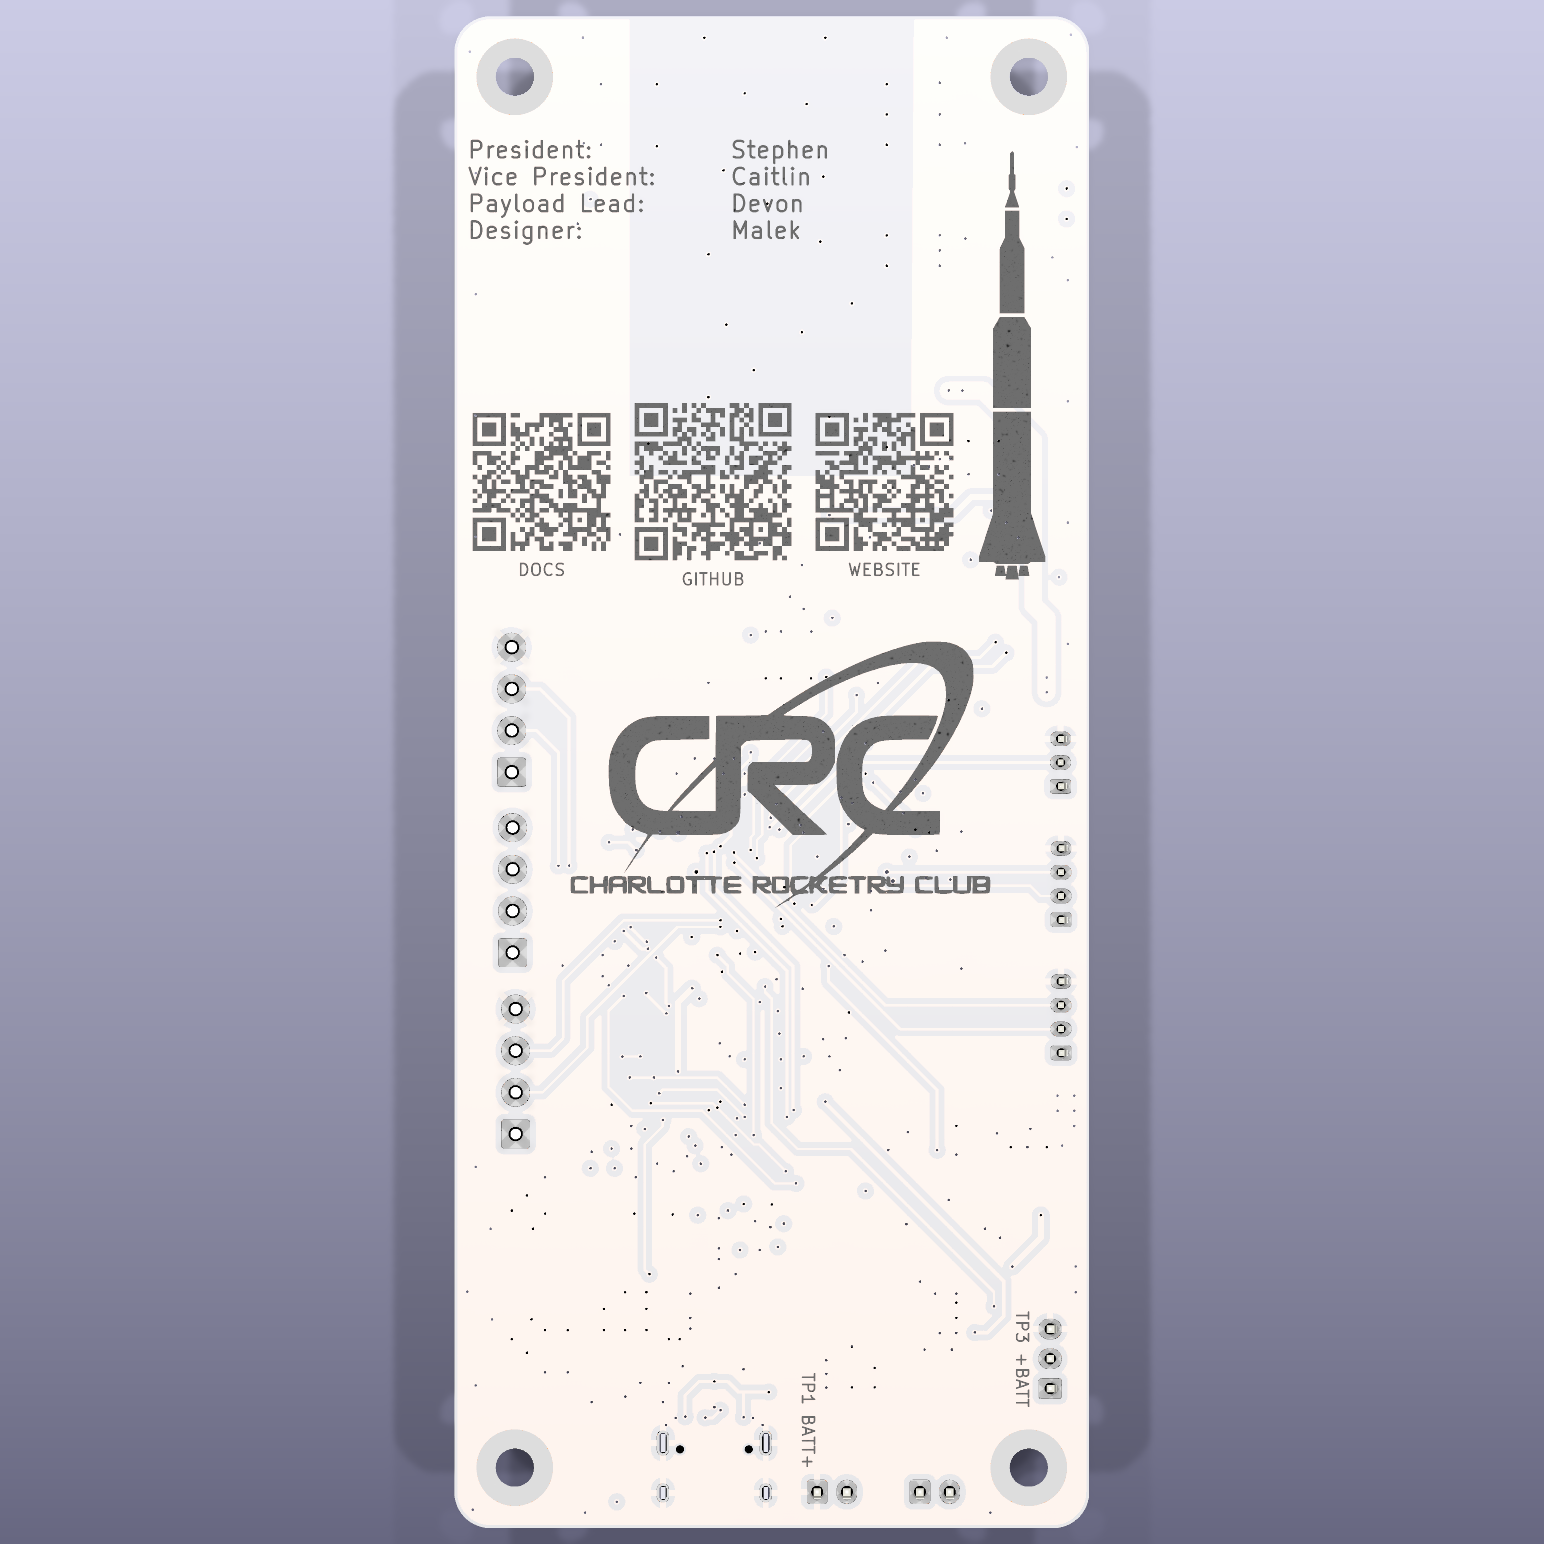 President: Stephen
Vice President: Caitlin
Payload Lead: Devon
Designer: Malek
DOCS
GITHUB
WEBSITE
CRC
CHARLOTTE ROCKETRY CLUB
TP3 +BATT
TP1 BATT+